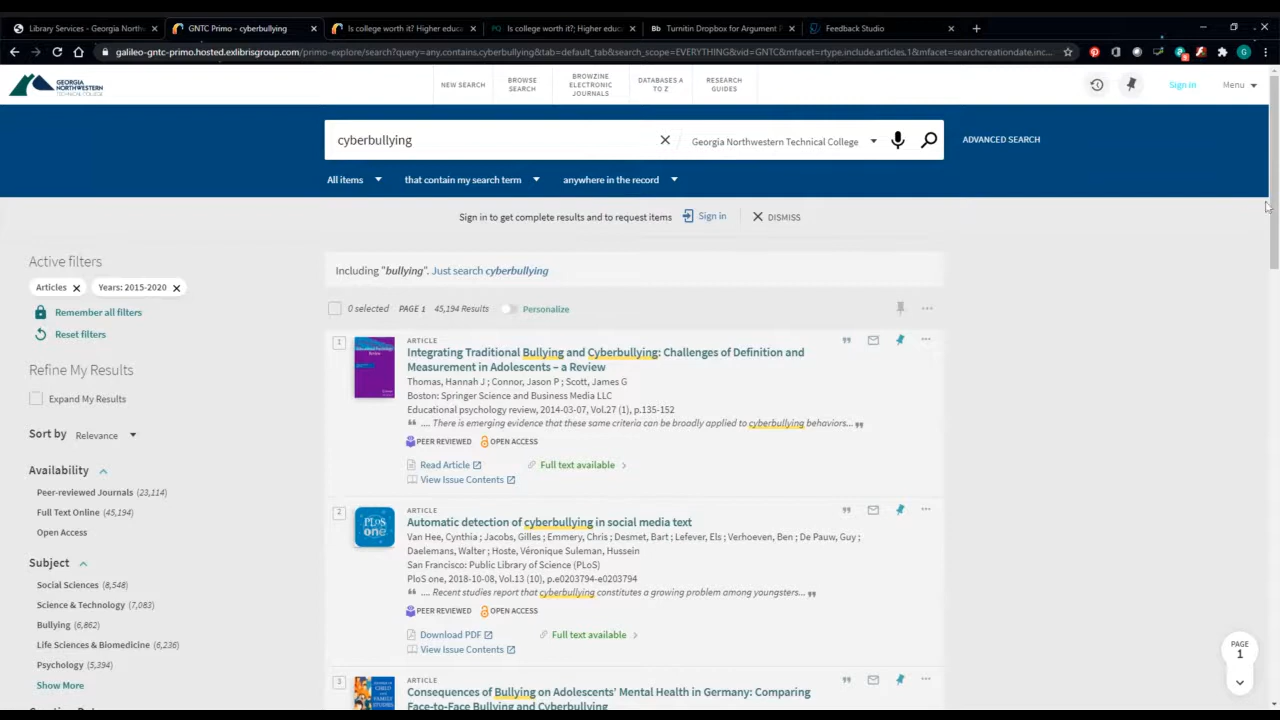 Library Services - Georgia North
GNTC Primo - cyberbullying
Is college worth it? Higher educa
Is college worth it?; Higher educ
Bb Turnitin Dropbox for Argument P
Feedback Studio
galileo-gntc-primo.hosted.exlibrisgroup.com/primo-explore/search?query=any,contains,cyberbullying&tab=default_tab&search_scope=EVERYTHING&vid=GNTC&mfacet=rtype,include,articles,1&mfacet=searchcreationdate,inc...
GEORGIA
NORTHWESTERN
TECHNICAL COLLEGE
NEW SEARCH
BROWSE
SEARCH
BROWZINE
ELECTRONIC
JOURNALS
DATABASES A
TO Z
RESEARCH
GUIDES
Sign in
Menu
cyberbullying
Georgia Northwestern Technical College
ADVANCED SEARCH
All items
that contain my search term
anywhere in the record
Sign in to get complete results and to request items
Sign in
DISMISS
Active filters
Articles
Years: 2015-2020
Remember all filters
Reset filters
Refine My Results
Expand My Results
Sort by Relevance
Availability
Peer-reviewed Journals (23,114)
Full Text Online (45,194)
Open Access
Subject
Social Sciences (8,548)
Science & Technology (7,083)
Bullying (6,862)
Life Sciences & Biomedicine (6,236)
Psychology (5,394)
Show More
Including "bullying". Just search cyberbullying
0 selected PAGE 1 45,194 Results Personalize
1
ARTICLE
Integrating Traditional Bullying and Cyberbullying: Challenges of Definition and
Measurement in Adolescents – a Review
Thomas, Hannah J ; Connor, Jason P ; Scott, James G
Boston: Springer Science and Business Media LLC
Educational psychology review, 2014-03-07, Vol.27 (1), p.135-152
“ .... There is emerging evidence that these same criteria can be broadly applied to cyberbullying behaviors... ”
PEER REVIEWED OPEN ACCESS
Read Article
Full text available
View Issue Contents
2
PLOS
one
ARTICLE
Automatic detection of cyberbullying in social media text
Van Hee, Cynthia ; Jacobs, Gilles ; Emmery, Chris ; Desmet, Bart ; Lefever, Els ; Verhoeven, Ben ; De Pauw, Guy ;
Daelemans, Walter ; Hoste, Véronique Suleman, Hussein
San Francisco: Public Library of Science (PLoS)
PloS one, 2018-10-08, Vol.13 (10), p.e0203794-e0203794
“ .... Recent studies report that cyberbullying constitutes a growing problem among youngsters... ”
PEER REVIEWED OPEN ACCESS
Download PDF
Full text available
View Issue Contents
3
ARTICLE
Consequences of Bullying on Adolescents' Mental Health in Germany: Comparing
Face-to-Face Bullying and Cyberbullying
PAGE
1